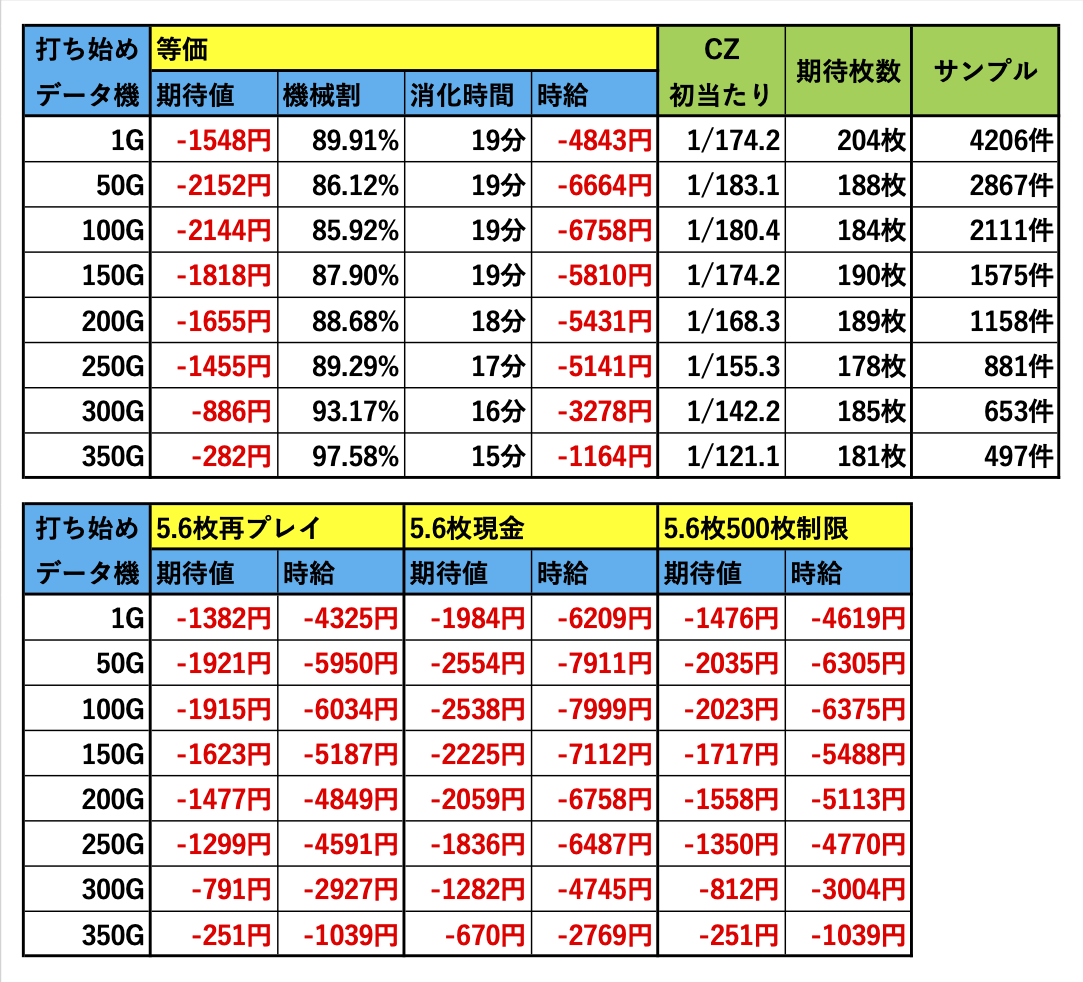 打ち始め 等価 CZ 期待枚数 サンプル
データ機 期待値 機械割 消化時間 時給 初当たり
1G -1548円 89.91% 19分 -4843円 1/174.2 204枚 4206件
50G -2152円 86.12% 19分 -6664円 1/183.1 188枚 2867件
100G -2144円 85.92% 19分 -6758円 1/180.4 184枚 2111件
150G -1818円 87.90% 19分 -5810円 1/174.2 190枚 1575件
200G -1655円 88.68% 18分 -5431円 1/168.3 189枚 1158件
250G -1455円 89.29% 17分 -5141円 1/155.3 178枚 881件
300G -886円 93.17% 16分 -3278円 1/142.2 185枚 653件
350G -282円 97.58% 15分 -1164円 1/121.1 181枚 497件
打ち始め 5.6枚再プレイ 5.6枚現金 5.6枚500枚制限
データ機 期待値 時給 期待値 時給 期待値 時給
1G -1382円 -4325円 -1984円 -6209円 -1476円 -4619円
50G -1921円 -5950円 -2554円 -7911円 -2035円 -6305円
100G -1915円 -6034円 -2538円 -7999円 -2023円 -6375円
150G -1623円 -5187円 -2225円 -7112円 -1717円 -5488円
200G -1477円 -4849円 -2059円 -6758円 -1558円 -5113円
250G -1299円 -4591円 -1836円 -6487円 -1350円 -4770円
300G -791円 -2927円 -1282円 -4745円 -812円 -3004円
350G -251円 -1039円 -670円 -2769円 -251円 -1039円